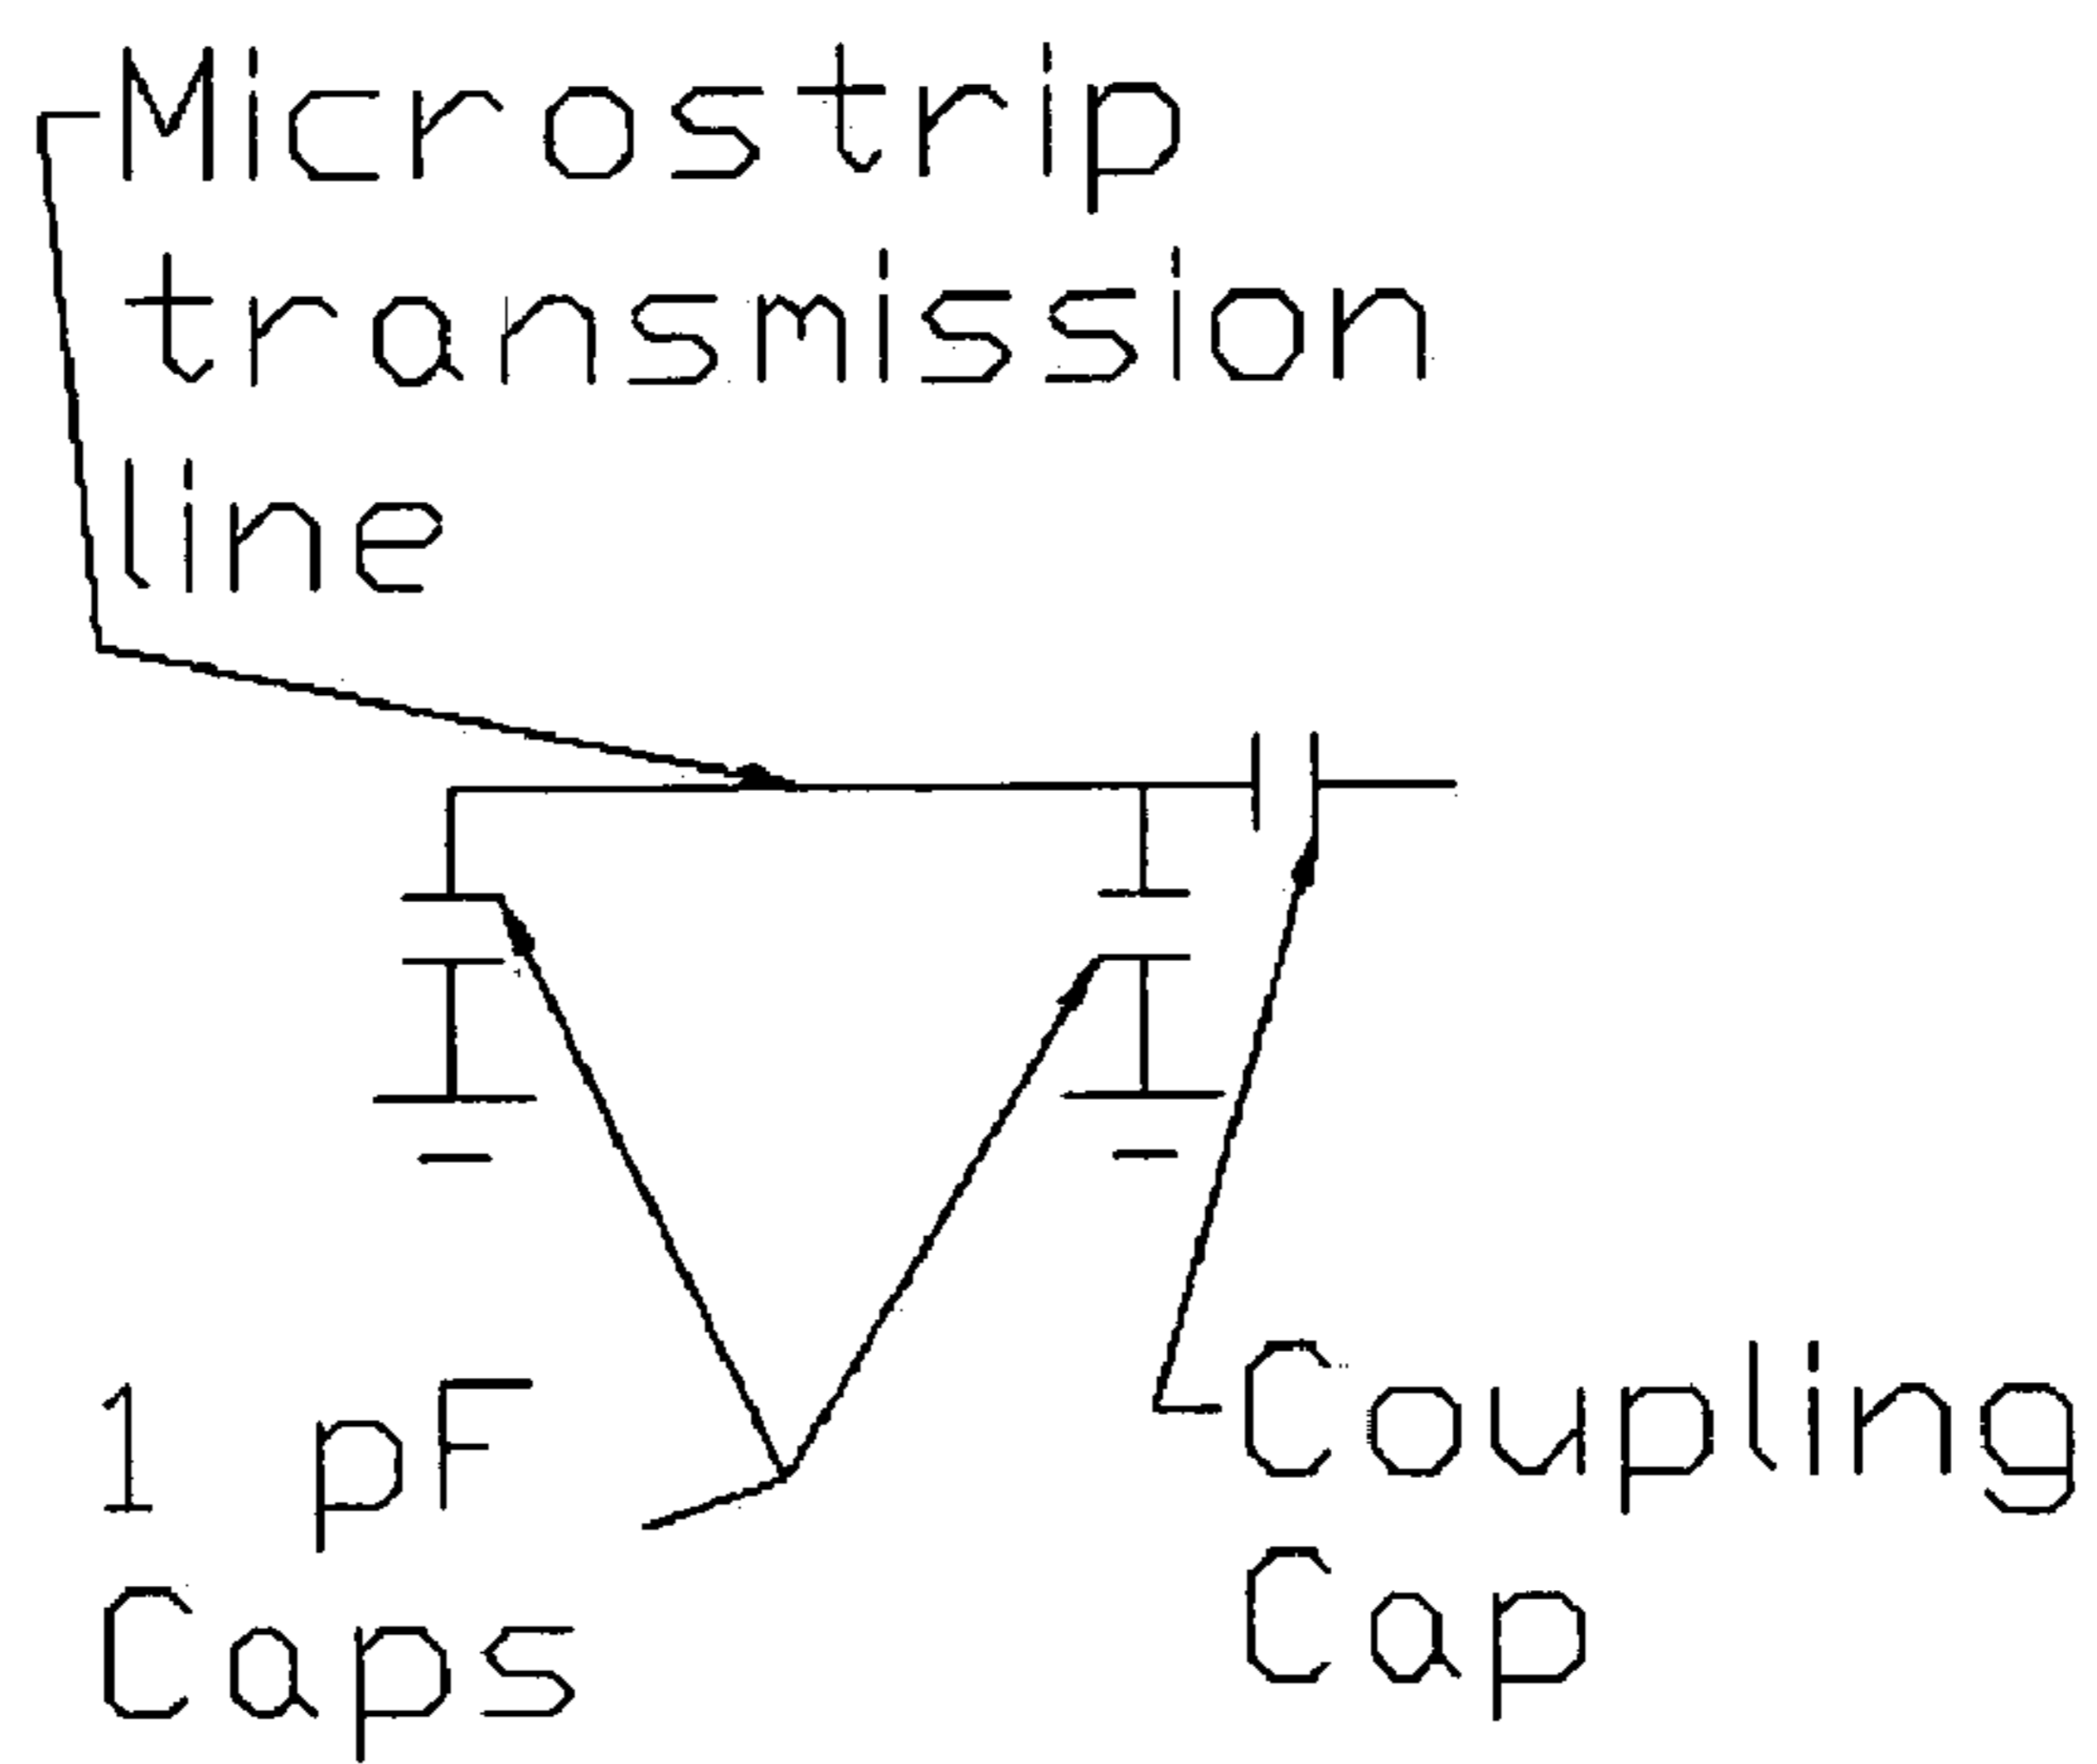 Microstrip
transmission
line
1 pF
Caps
Coupling
Cap